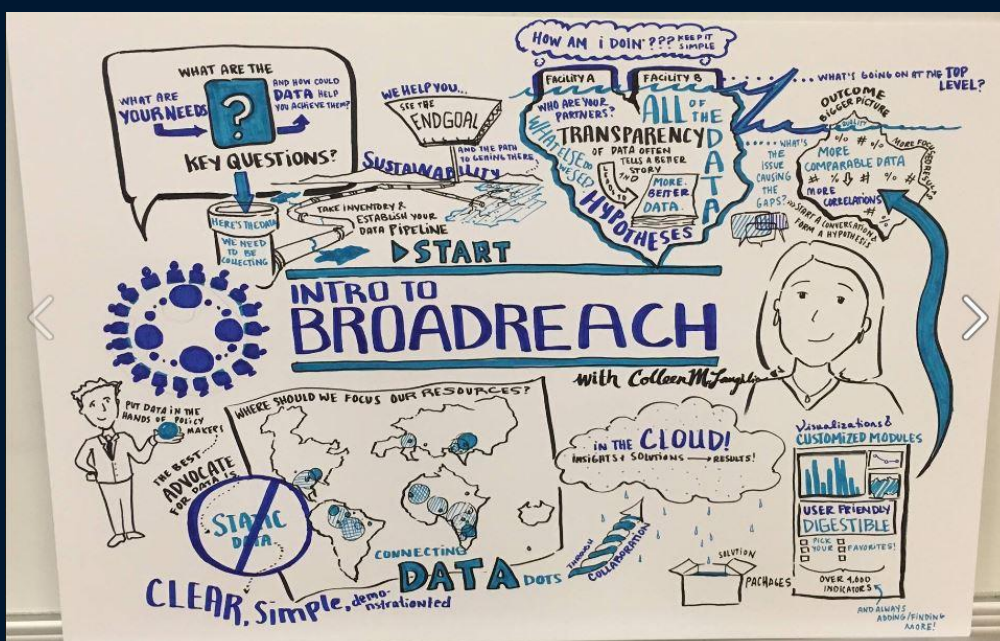 WHAT ARE THE
WHAT ARE
YOUR NEEDS
?
AND HOW COULD
DATA HELP
YOU ACHIEVE THEM?
KEY QUESTIONS?
HERE'S THE DATA
WE NEED
TO BE
COLLECTING
WE HELP YOU...
SEE THE
ENDGOAL
AND THE PATH
TO GETTING THERE
SUSTAINABILITY
TAKE INVENTORY &
ESTABLISH YOUR
DATA PIPELINE
START
HOW AM i DOIN'??? KEEP IT
SIMPLE
FACILITY A
FACILITY B
WHO ARE YOUR
PARTNERS?
ALL OF
THE
DATA
WHAT ELSE DO
WE SEE?
TRANSPARENCY
OF DATA OFTEN
TELLS A BETTER
STORY
AND
LEADS TO
HYPOTHESES
MORE,
BETTER
DATA.
WHAT'S GOING ON AT THE TOP
LEVEL?
OUTCOME
BIGGER PICTURE
QUALITY
MORE
COMPARABLE DATA
MORE
CORRELATIONS
WHAT'S
THE
ISSUE
CAUSING
THE
GAPS?
START A CONVERSATION &
FORM A HYPOTHESIS
INTRO TO
BROADREACH
with Colleen McLaughlin
PUT DATA IN THE
HANDS OF POLICY
MAKERS
THE BEST
ADVOCATE
FOR DATA IS...
STATIC
DATA
CLEAR, Simple, demo-
nstrationted
WHERE SHOULD WE FOCUS OUR RESOURCES?
CONNECTING
DATA DOTS
THROUGH
COLLABORATION
IN THE CLOUD!
INSIGHTS + SOLUTIONS → RESULTS!
SOLUTION
PACKAGES
Visualizations &
CUSTOMIZED MODULES
USER FRIENDLY
DIGESTIBLE
PICK
YOUR FAVORITES!
OVER 4,000
INDICATORS
AND ALWAYS
ADDING/FINDING
MORE!